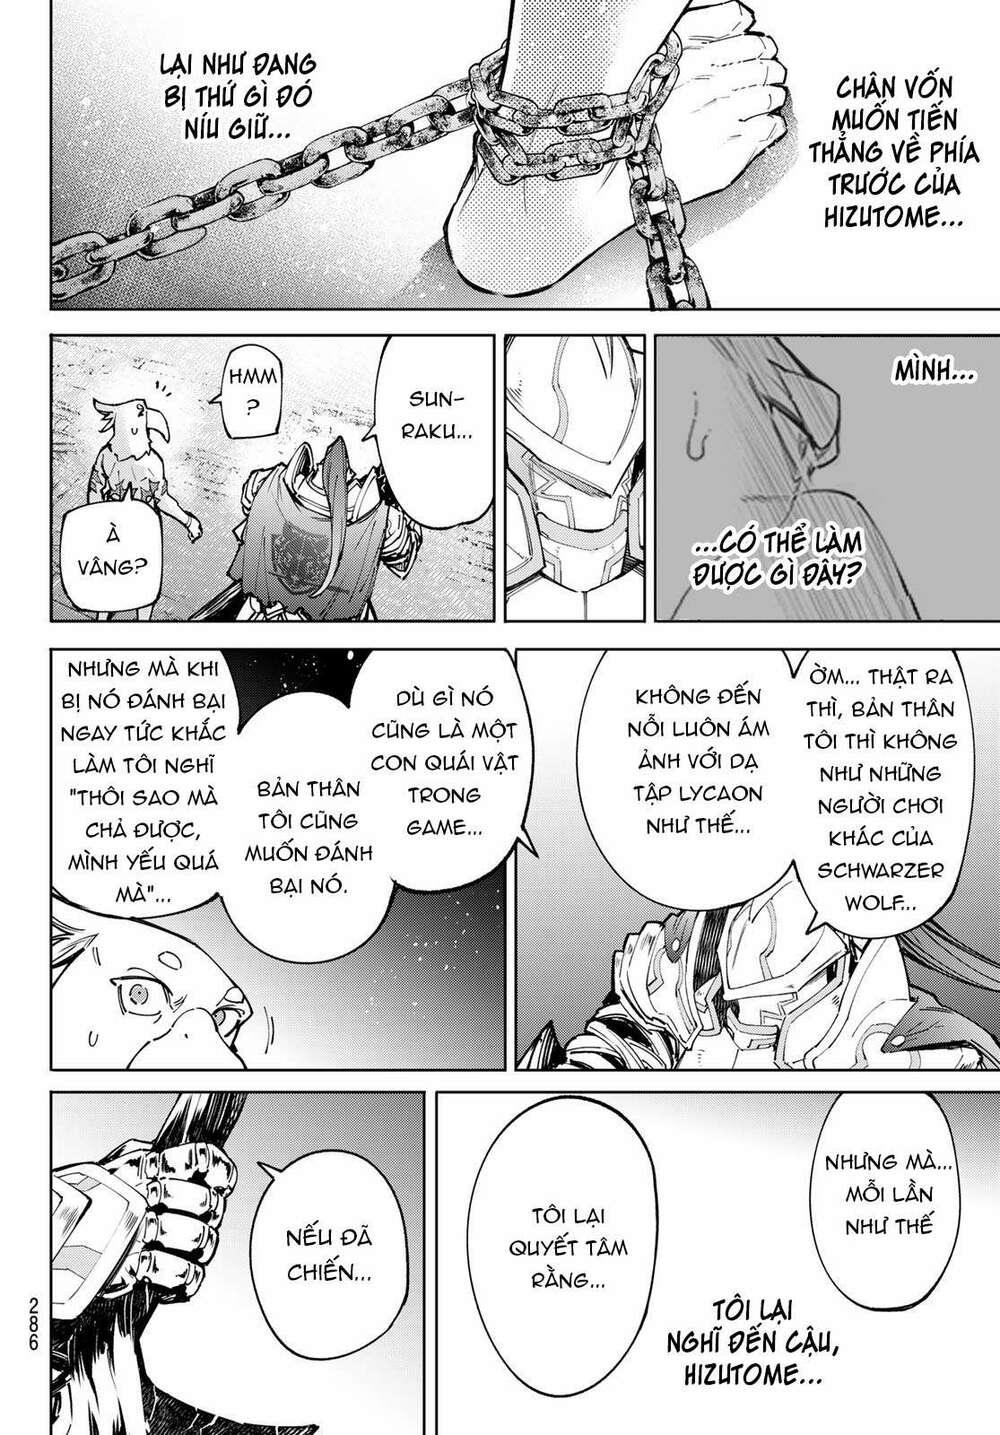 CHÂN VỐN
MUỐN TIẾN
THẲNG VỀ PHÍA
TRƯỚC CỦA
HIZUTOME...
LẠI NHƯ ĐANG
BỊ THỨ GÌ ĐÓ
NÍU GIỮ...
MÌNH...
...CÓ THỂ LÀM
ĐƯỢC GÌ ĐÂY?
SUN-
RAKU...
HMM
?
À
VÂNG?
ỜM... THẬT RA
THÌ, BẢN THÂN
TÔI THÌ KHÔNG
NHƯ NHỮNG
NGƯỜI CHƠI
KHÁC CỦA
SCHWARZER
WOLF...
KHÔNG ĐẾN
NỖI LUÔN ÁM
ẢNH VỚI DẠ
TẬP LYCAON
NHƯ THẾ...
DÙ GÌ NÓ
CŨNG LÀ MỘT
CON QUÁI VẬT
TRONG
GAME...
BẢN THÂN
TÔI CŨNG
MUỐN ĐÁNH
BẠI NÓ.
NHƯNG MÀ KHI
BỊ NÓ ĐÁNH BẠI
NGAY TỨC KHẮC
LÀM TÔI NGHĨ
"THÔI SAO MÀ
CHẢ ĐƯỢC,
MÌNH YẾU QUÁ
MÀ"...
NHƯNG MÀ...
MỖI LẦN
NHƯ THẾ
TÔI LẠI
NGHĨ ĐẾN CẬU,
HIZUTOME...
TÔI LẠI
QUYẾT TÂM
RẰNG...
NẾU ĐÃ
CHIẾN...
286